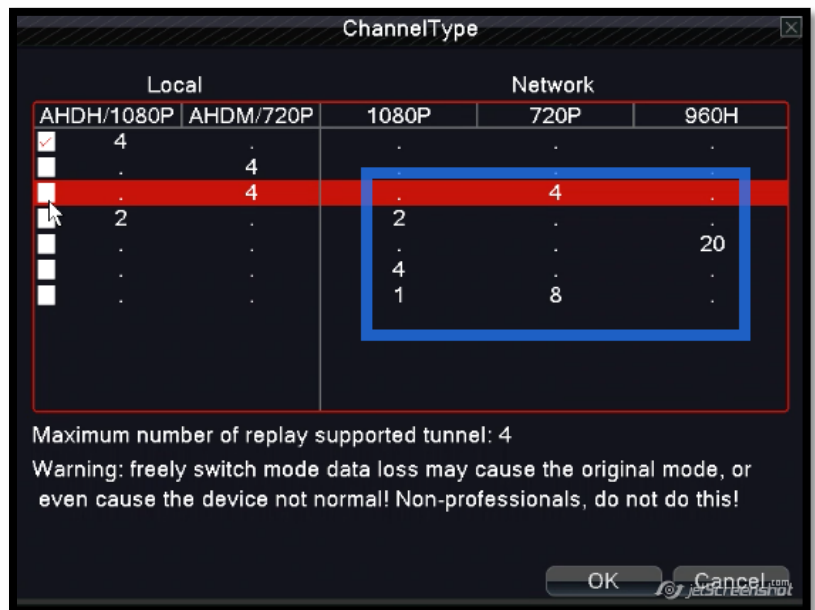 ChannelType
Local Network
AHDH/1080P AHDM/720P 1080P 720P 960H
4 . . . .
. 4 . . .
. 4 . 4 .
2 . 2 . .
. . . . 20
. . 4 . .
. . 1 8 .
Maximum number of replay supported tunnel: 4
Warning: freely switch mode data loss may cause the original mode, or
even cause the device not normal! Non-professionals, do not do this!
OK Cancel
jetScreenshot.com